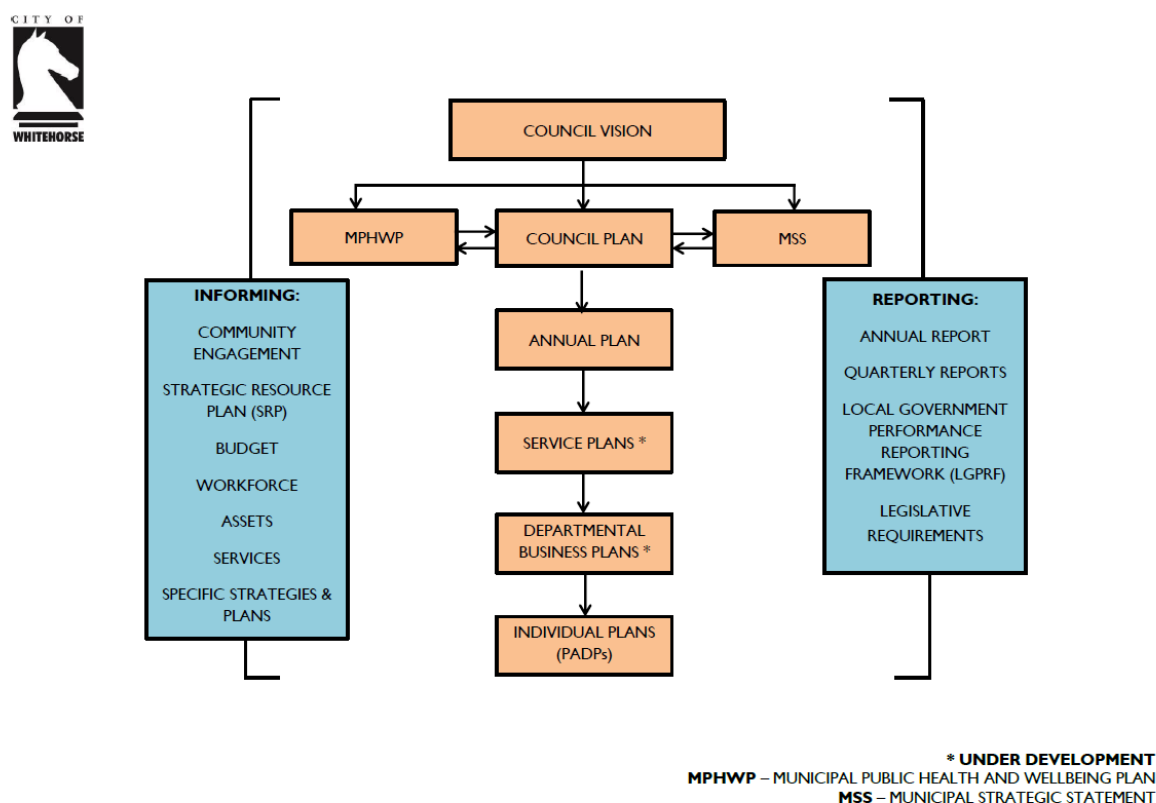 CITY OF
WHITEHORSE
COUNCIL VISION
MPHWP
COUNCIL PLAN
MSS
INFORMING:
COMMUNITY
ENGAGEMENT
STRATEGIC RESOURCE
PLAN (SRP)
BUDGET
WORKFORCE
ASSETS
SERVICES
SPECIFIC STRATEGIES &
PLANS
ANNUAL PLAN
SERVICE PLANS *
DEPARTMENTAL
BUSINESS PLANS *
INDIVIDUAL PLANS
(PADPs)
REPORTING:
ANNUAL REPORT
QUARTERLY REPORTS
LOCAL GOVERNMENT
PERFORMANCE
REPORTING
FRAMEWORK (LGPRF)
LEGISLATIVE
REQUIREMENTS
* UNDER DEVELOPMENT
MPHWP – MUNICIPAL PUBLIC HEALTH AND WELLBEING PLAN
MSS – MUNICIPAL STRATEGIC STATEMENT